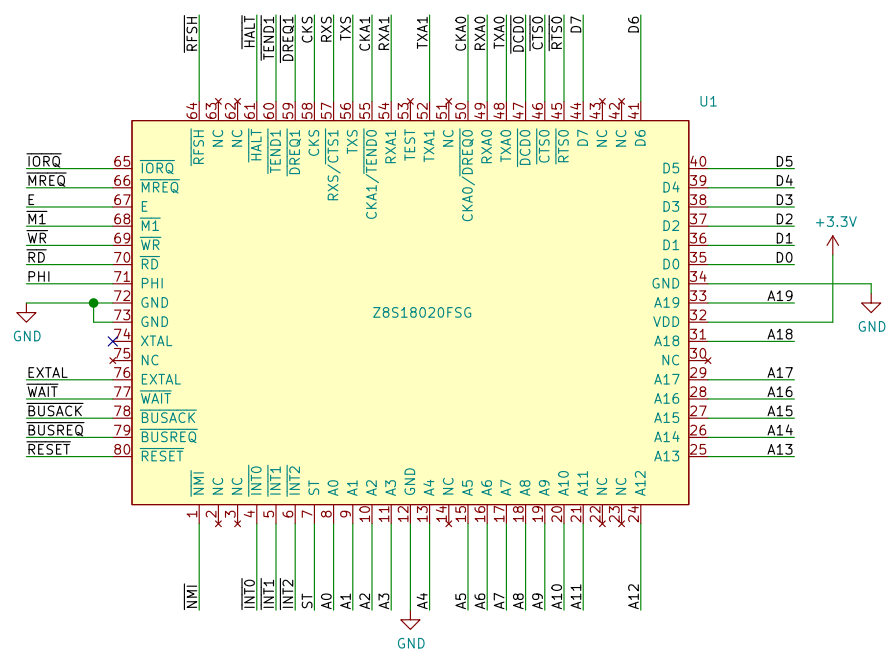 RFSH HALT TEND1 DREQ1 CKS RXS TXS CKA1 RXA1 TXA1 CKA0 RXA0 TXA0 DCD0 CTS0 RTS0 D7 D6
64 63 62 61 60 59 58 57 56 55 54 53 52 51 50 49 48 47 46 45 44 43 42 41
U1
RFSH NC NC HALT TEND1 DREQ1 CKS RXS/CTS1 TXS CKA1/TEND0 RXA1 TEST TXA1 NC CKA0/DREQ0 RXA0 TXA0 DCD0 CTS0 RTS0 D7 NC NC D6
IORQ 65 IORQ D5 40 D5
MREQ 66 MREQ D4 39 D4
E 67 E D3 38 D3
M1 68 M1 D2 37 D2
WR 69 WR D1 36 D1
+3.3V
RD 70 RD D0 35 D0
PHI 71 PHI GND 34
72 GND A19 33 A19
GND 73 GND VDD 32 GND
Z8S18020FSG
74 XTAL A18 31 A18
75 NC NC 30
EXTAL 76 EXTAL A17 29 A17
WAIT 77 WAIT A16 28 A16
BUSACK 78 BUSACK A15 27 A15
BUSREQ 79 BUSREQ A14 26 A14
RESET 80 RESET A13 25 A13
NMI NC NC INT0 INT1 INT2 ST A0 A1 A2 A3 GND A4 NC A5 A6 A7 A8 A9 A10 A11 NC NC A12
1 2 3 4 5 6 7 8 9 10 11 12 13 14 15 16 17 18 19 20 21 22 23 24
NMI INT0 INT1 INT2 ST A0 A1 A2 A3 A4 A5 A6 A7 A8 A9 A10 A11 A12
GND